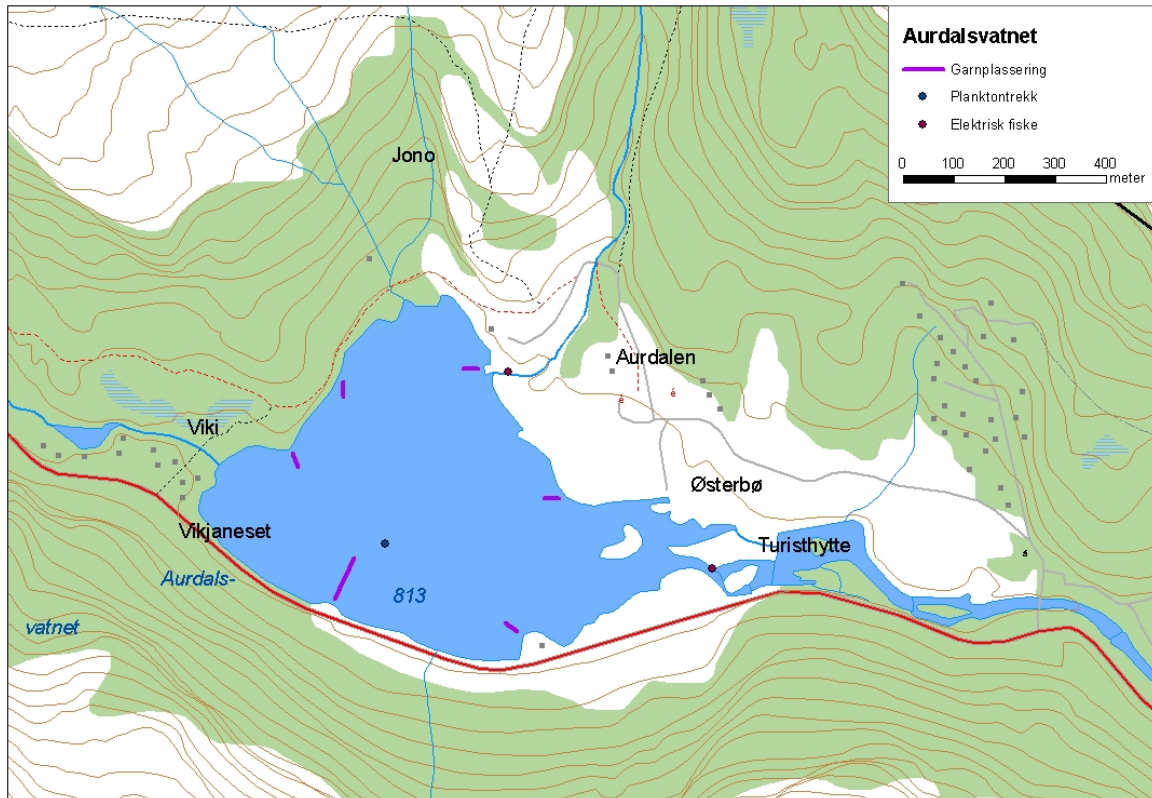 Aurdalsvatnet
Garnplassering
Planktontrekk
Elektrisk fiske
0 100 200 300 400
meter
Jono
Aurdalen
è
é
Viki
Østerbø
Vikjaneset
Turisthytte
Aurdals-
813
vatnet